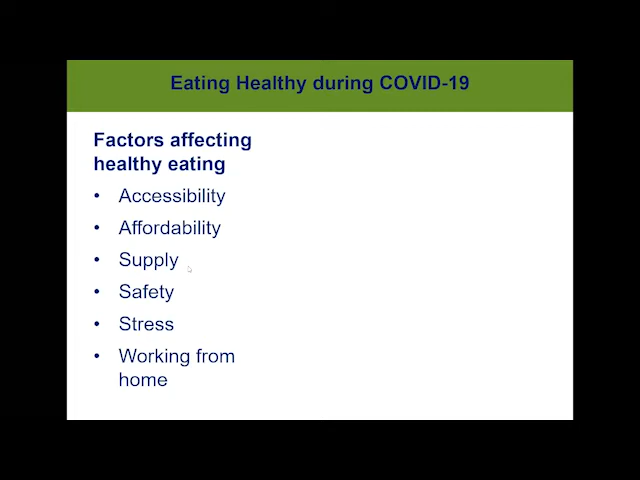 Eating Healthy during COVID-19
Factors affecting
healthy eating
• Accessibility
• Affordability
• Supply
• Safety
• Stress
• Working from
home